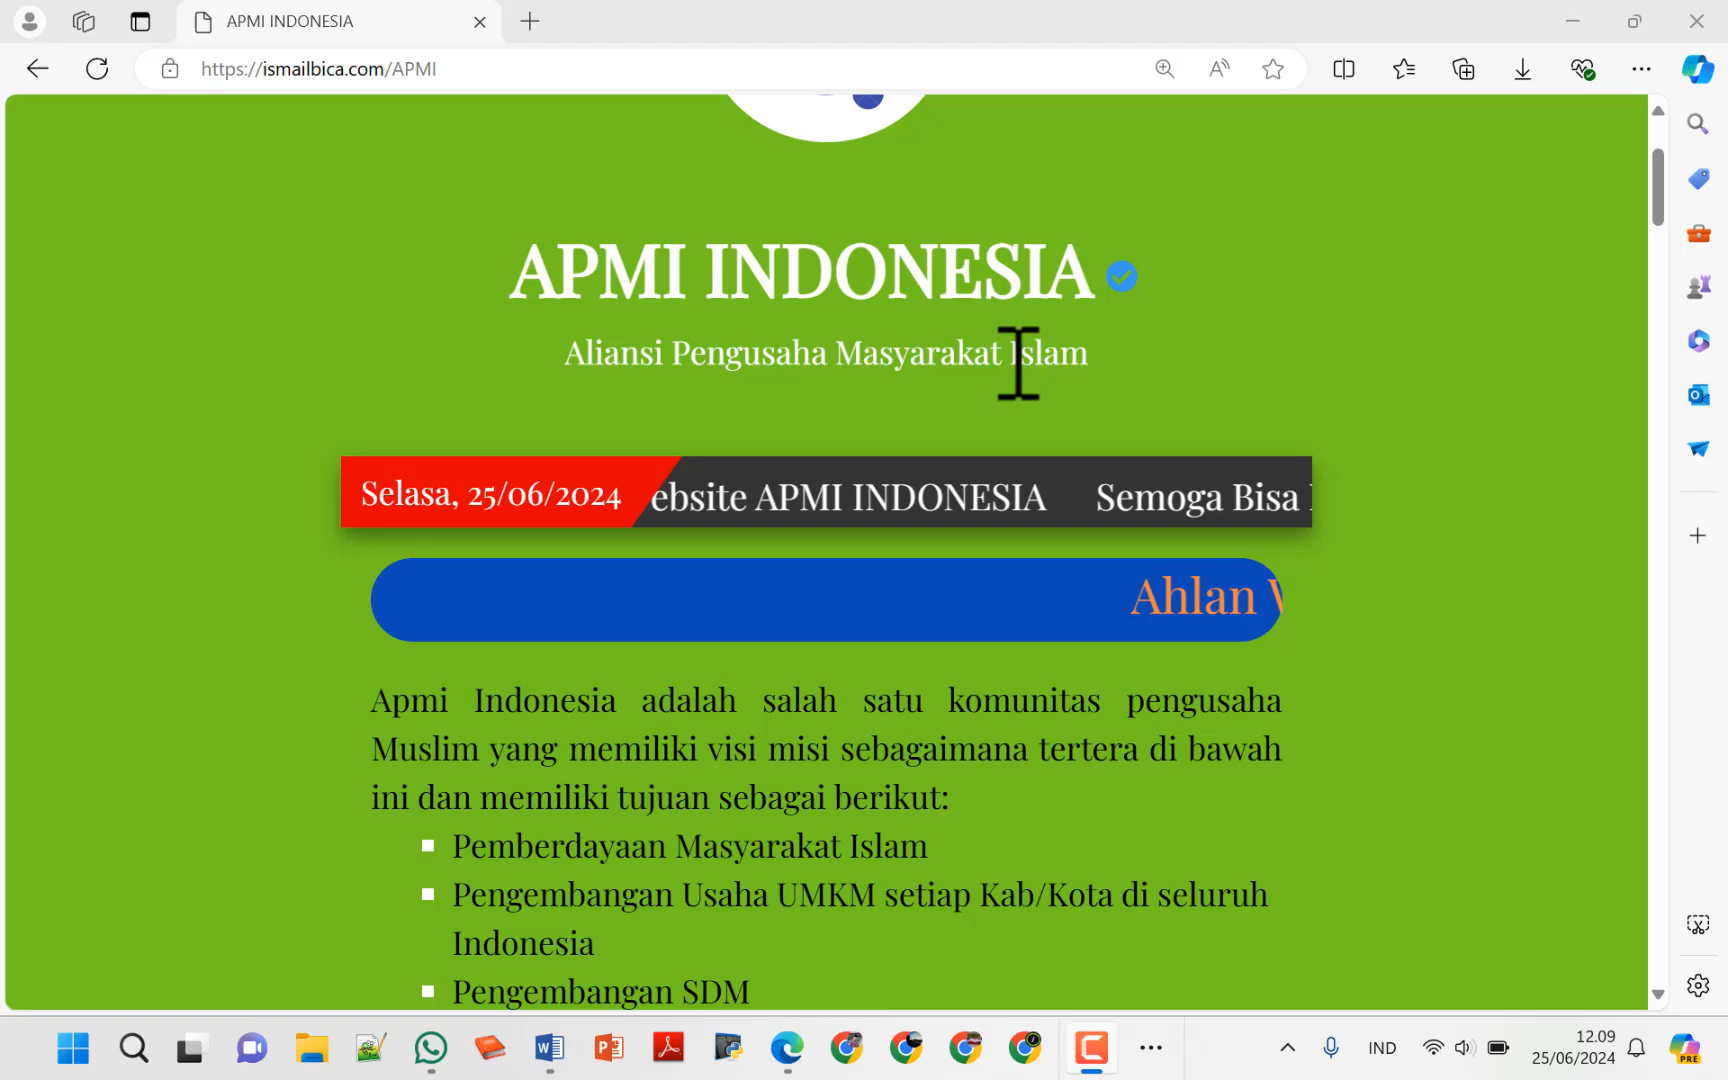 APMI INDONESIA
https://ismailbica.com/APMI
APMI INDONESIA
Aliansi Pengusaha Masyarakat Islam
Selasa, 25/06/2024
ebsite APMI INDONESIA Semoga Bisa
Ahlan
Apmi Indonesia adalah salah satu komunitas pengusaha
Muslim yang memiliki visi misi sebagaimana tertera di bawah
ini dan memiliki tujuan sebagai berikut:
Pemberdayaan Masyarakat Islam
Pengembangan Usaha UMKM setiap Kab/Kota di seluruh
Indonesia
Pengembangan SDM
IND
12.09
25/06/2024
PRE